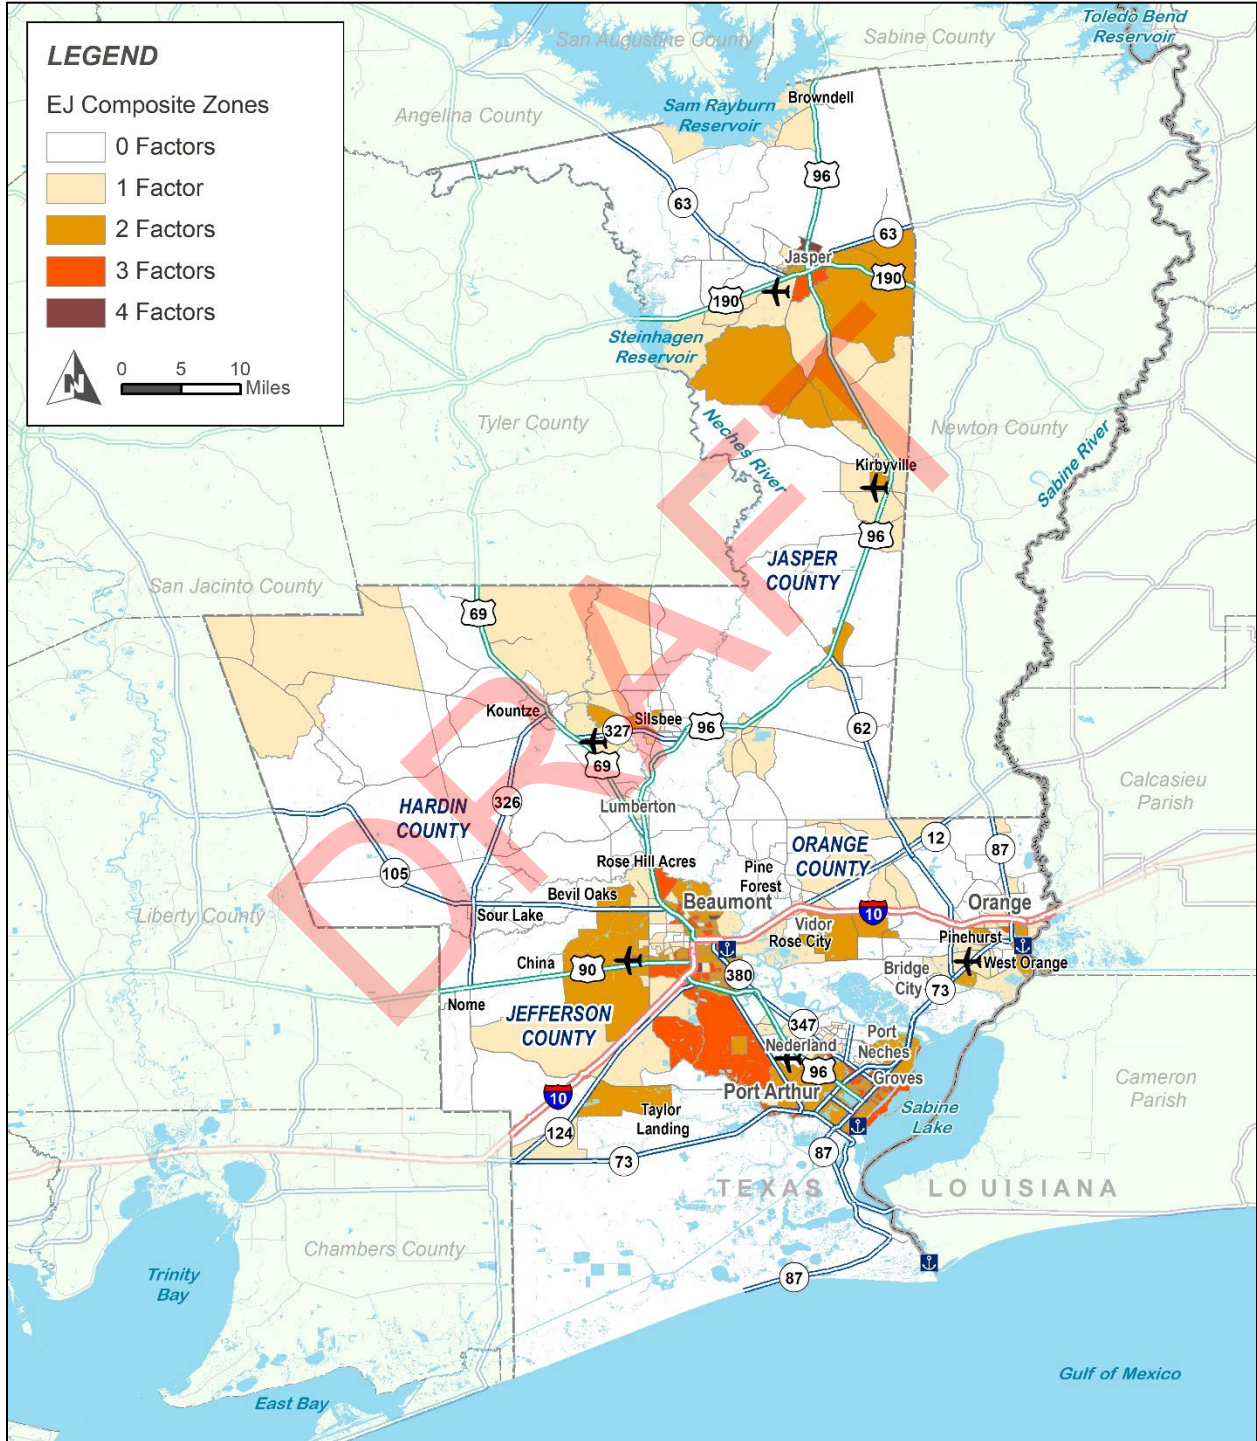 LEGEND
EJ Composite Zones
0 Factors
1 Factor
2 Factors
3 Factors
4 Factors
N
0 5 10
Miles
Toledo Bend
Reservoir
San Augustine County
Sabine County
Angelina County
Sam Rayburn
Reservoir
Browndell
96
63
63
Jasper
190
190
Steinhagen
Reservoir
Tyler County
Neches River
Newton County
Sabine River
Kirbyville
96
JASPER
COUNTY
San Jacinto County
69
DRAFT
Kountze
Silsbee
327
96
62
69
Calcasieu
Parish
HARDIN
COUNTY
326
Lumberton
ORANGE
COUNTY
12
87
105
Rose Hill Acres
Pine
Forest
Bevil Oaks
Beaumont
10
Orange
Liberty County
Sour Lake
Vidor
Rose City
Pinehurst
West Orange
China
90
380
Bridge
City
73
Nome
JEFFERSON
COUNTY
347
Port
Neches
Nederland
96
Groves
Port Arthur
10
Taylor
Landing
Sabine
Lake
Cameron
Parish
124
73
87
TEXAS
LOUISIANA
Chambers County
Trinity
Bay
87
East Bay
Gulf of Mexico